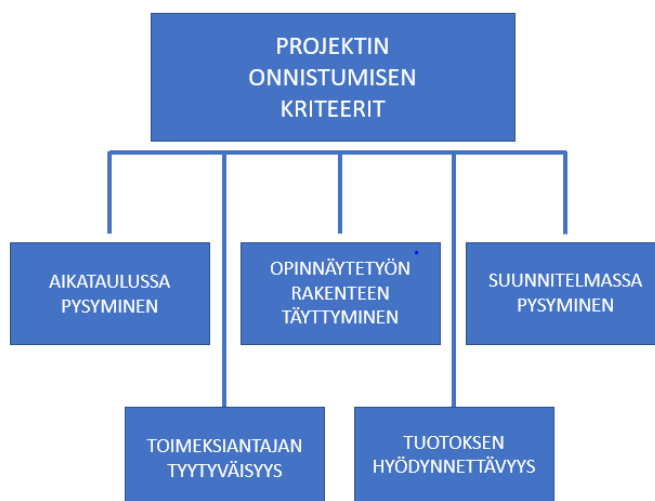 PROJEKTIN
ONNISTUMISEN
KRITEERIT
AIKATAULUSSA
PYSYMINEN
OPINNÄYTETYÖN
RAKENTEEN
TÄYTTYMINEN
SUUNNITELMASSA
PYSYMINEN
TOIMEKSIANTAJAN
TYYTYVÄISYYS
TUOTOKSEN
HYÖDYNNETTÄVYYS